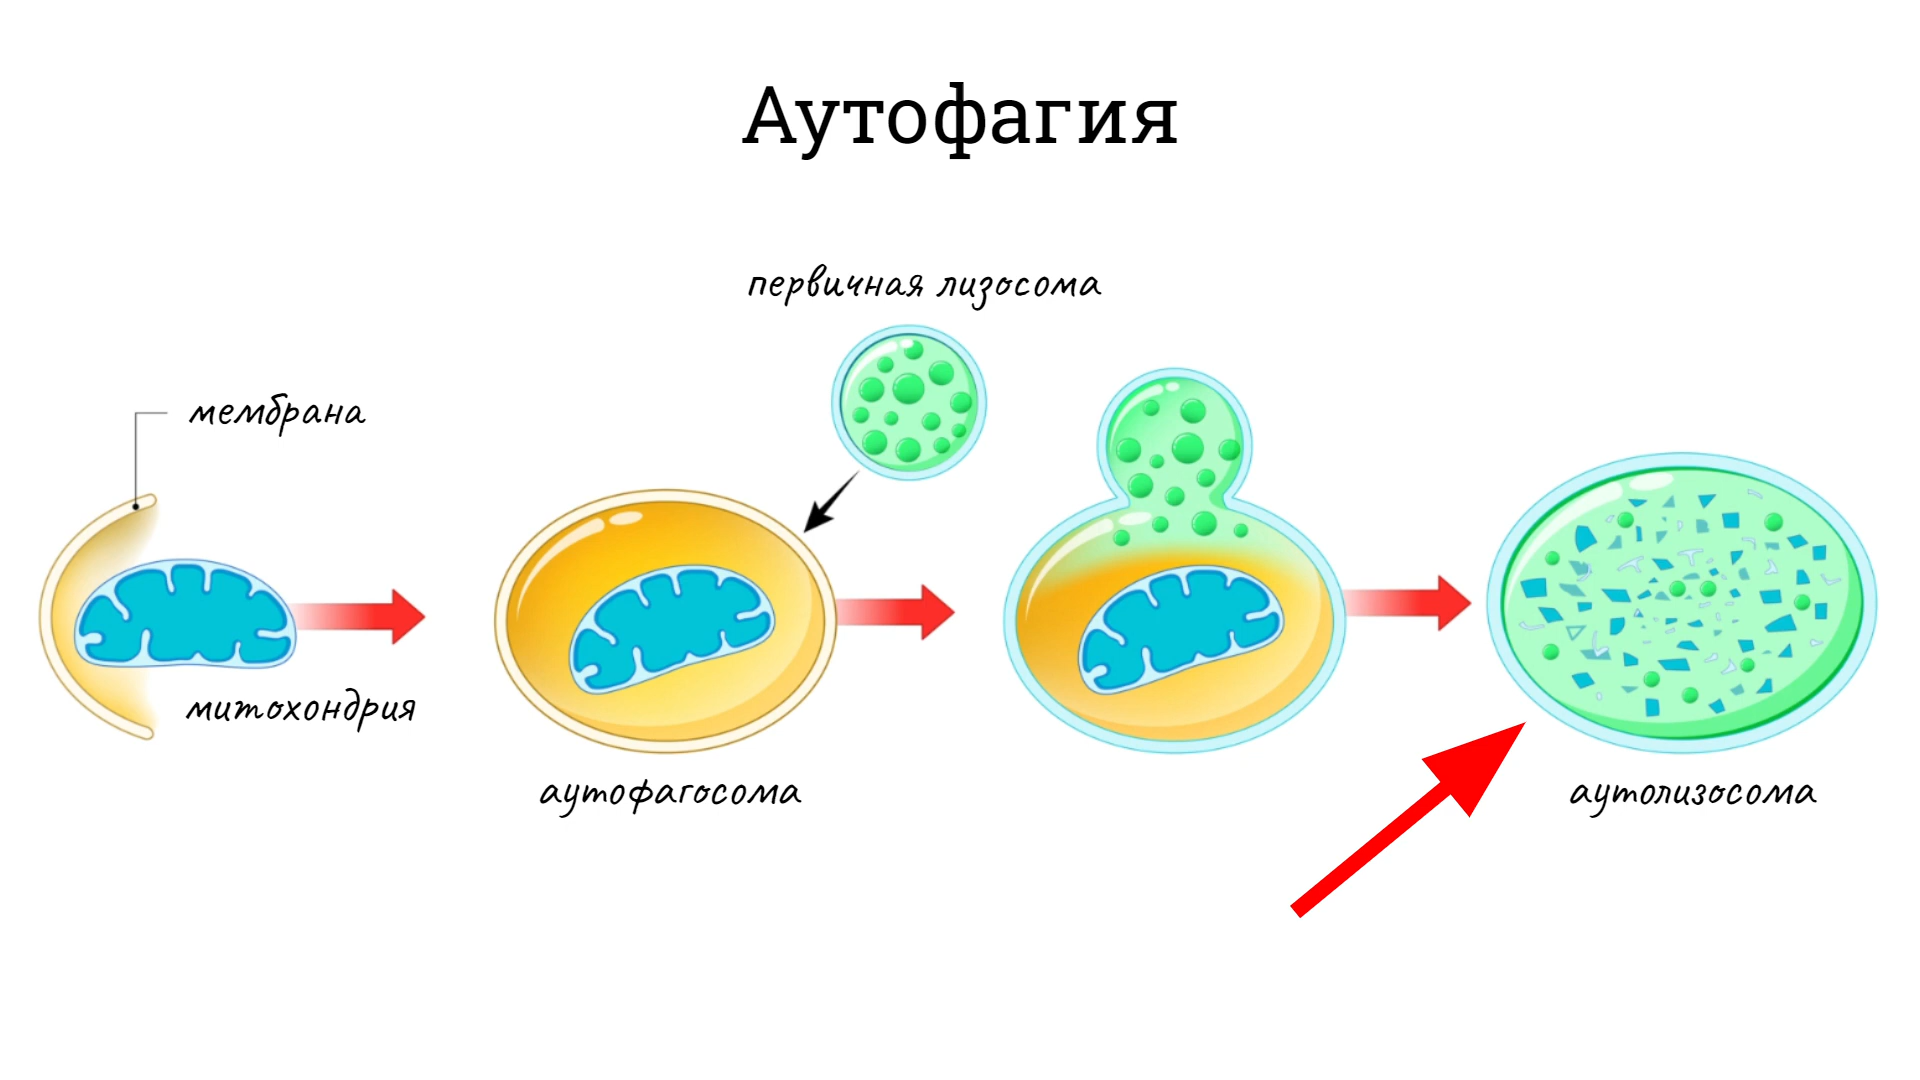 Аутофагия
первичная лизосома
мембрана
митохондрия
аутофагосома
аутолизосома